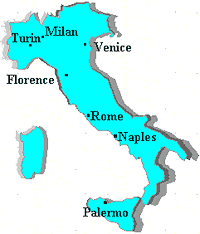 Milan
Turin
Venice
Florence
Rome
Naples
Palermo